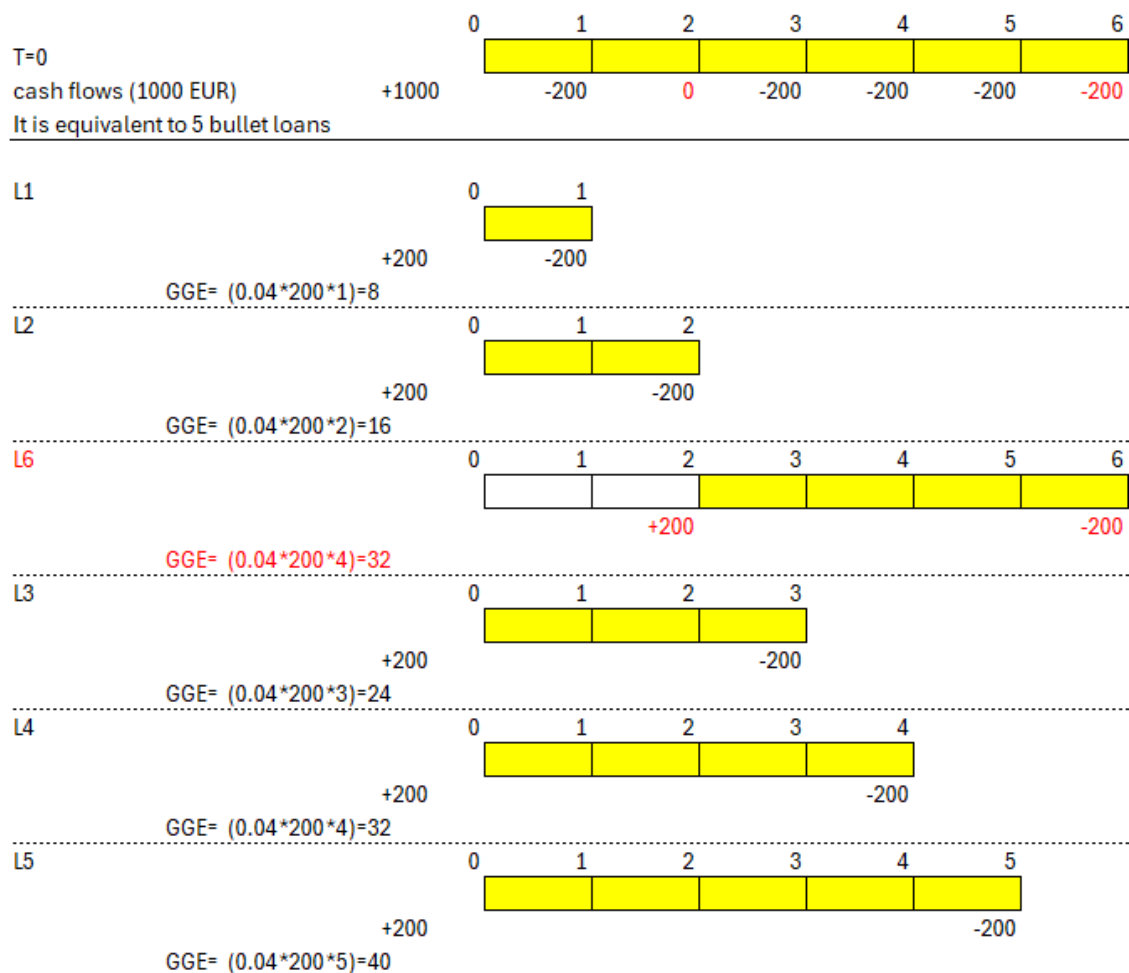 0 1 2 3 4 5 6
T=0
cash flows (1000 EUR) +1000 -200 0 -200 -200 -200 -200
It is equivalent to 5 bullet loans
L1 0 1
+200 -200
GGE= (0.04*200*1)=8
L2 0 1 2
+200 -200
GGE= (0.04*200*2)=16
L6 0 1 2 3 4 5 6
+200 -200
GGE= (0.04*200*4)=32
L3 0 1 2 3
+200 -200
GGE= (0.04*200*3)=24
L4 0 1 2 3 4
+200 -200
GGE= (0.04*200*4)=32
L5 0 1 2 3 4 5
+200 -200
GGE= (0.04*200*5)=40